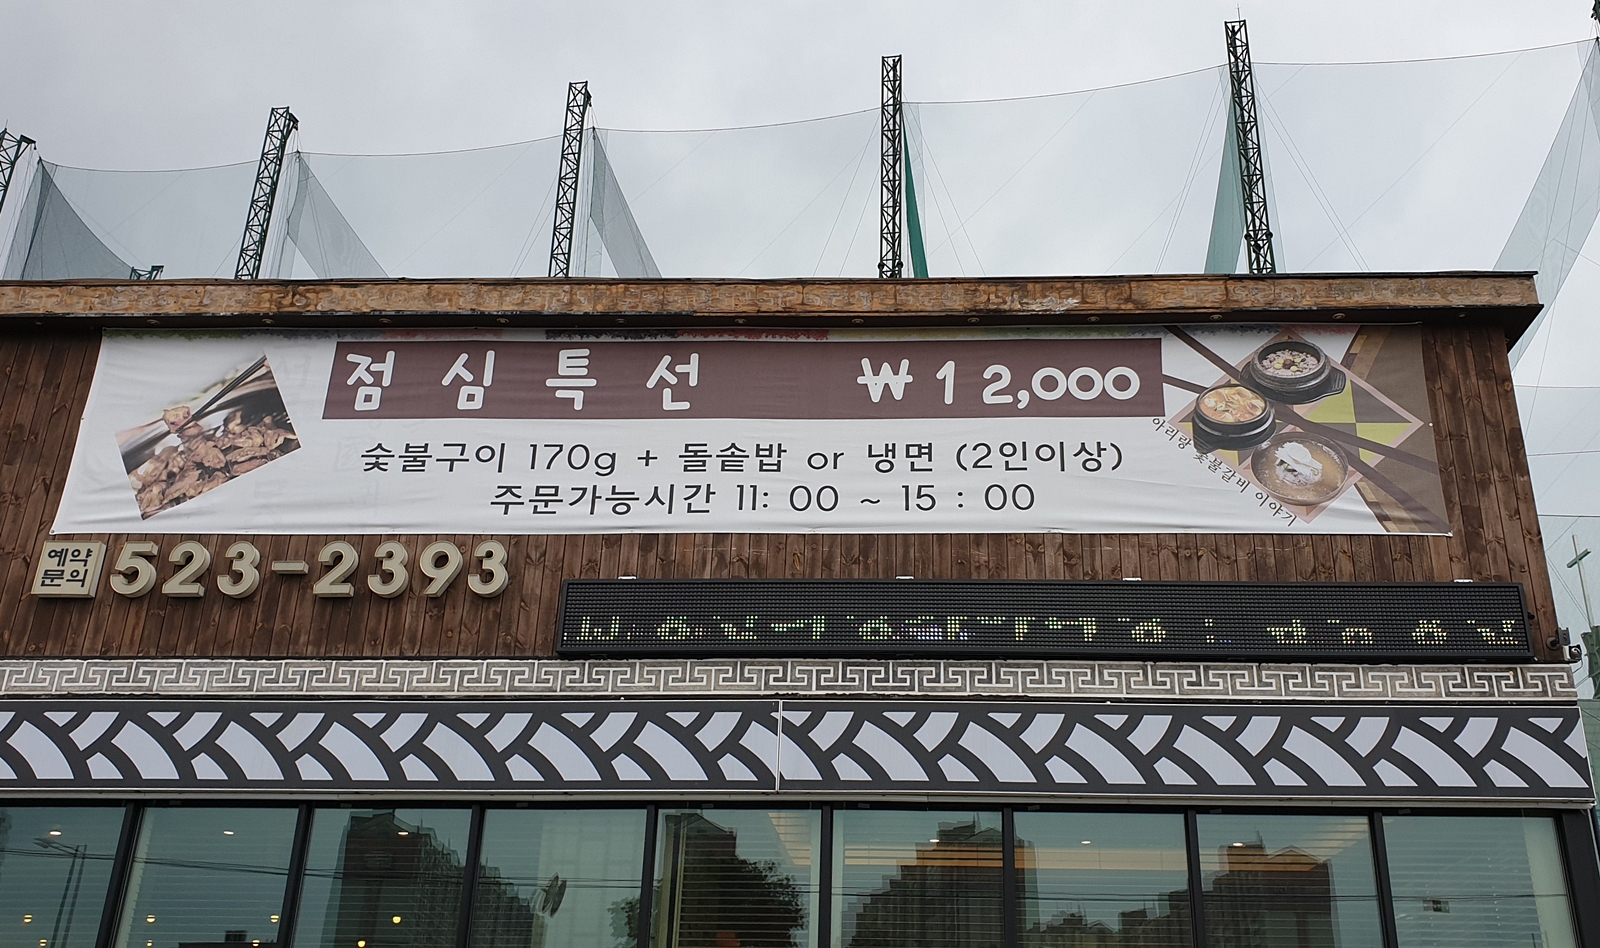 점심특선 ₩12,000
숯불구이 170g + 돌솥밥 or 냉면 (2인이상)
주문가능시간 11: 00 ~ 15 : 00
아리랑 숯불갈비 이야기
예약
문의
523-2393